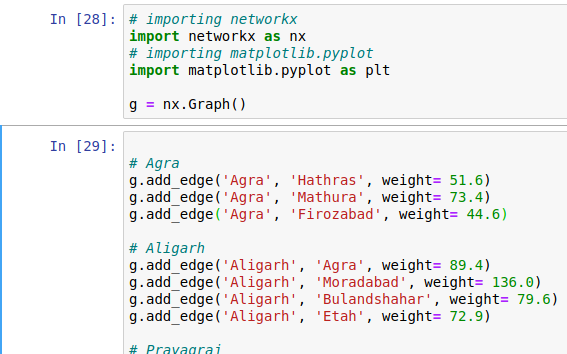 In [28]:
# importing networkx
import networkx as nx
# importing matplotlib.pyplot
import matplotlib.pyplot as plt
g = nx.Graph()
In [29]:
# Agra
g.add_edge('Agra', 'Hathras', weight= 51.6)
g.add_edge('Agra', 'Mathura', weight= 73.4)
g.add_edge('Agra', 'Firozabad', weight= 44.6)
# Aligarh
g.add_edge('Aligarh', 'Agra', weight= 89.4)
g.add_edge('Aligarh', 'Moradabad', weight= 136.0)
g.add_edge('Aligarh', 'Bulandshahar', weight= 79.6)
g.add_edge('Aligarh', 'Etah', weight= 72.9)
# Prayagraj